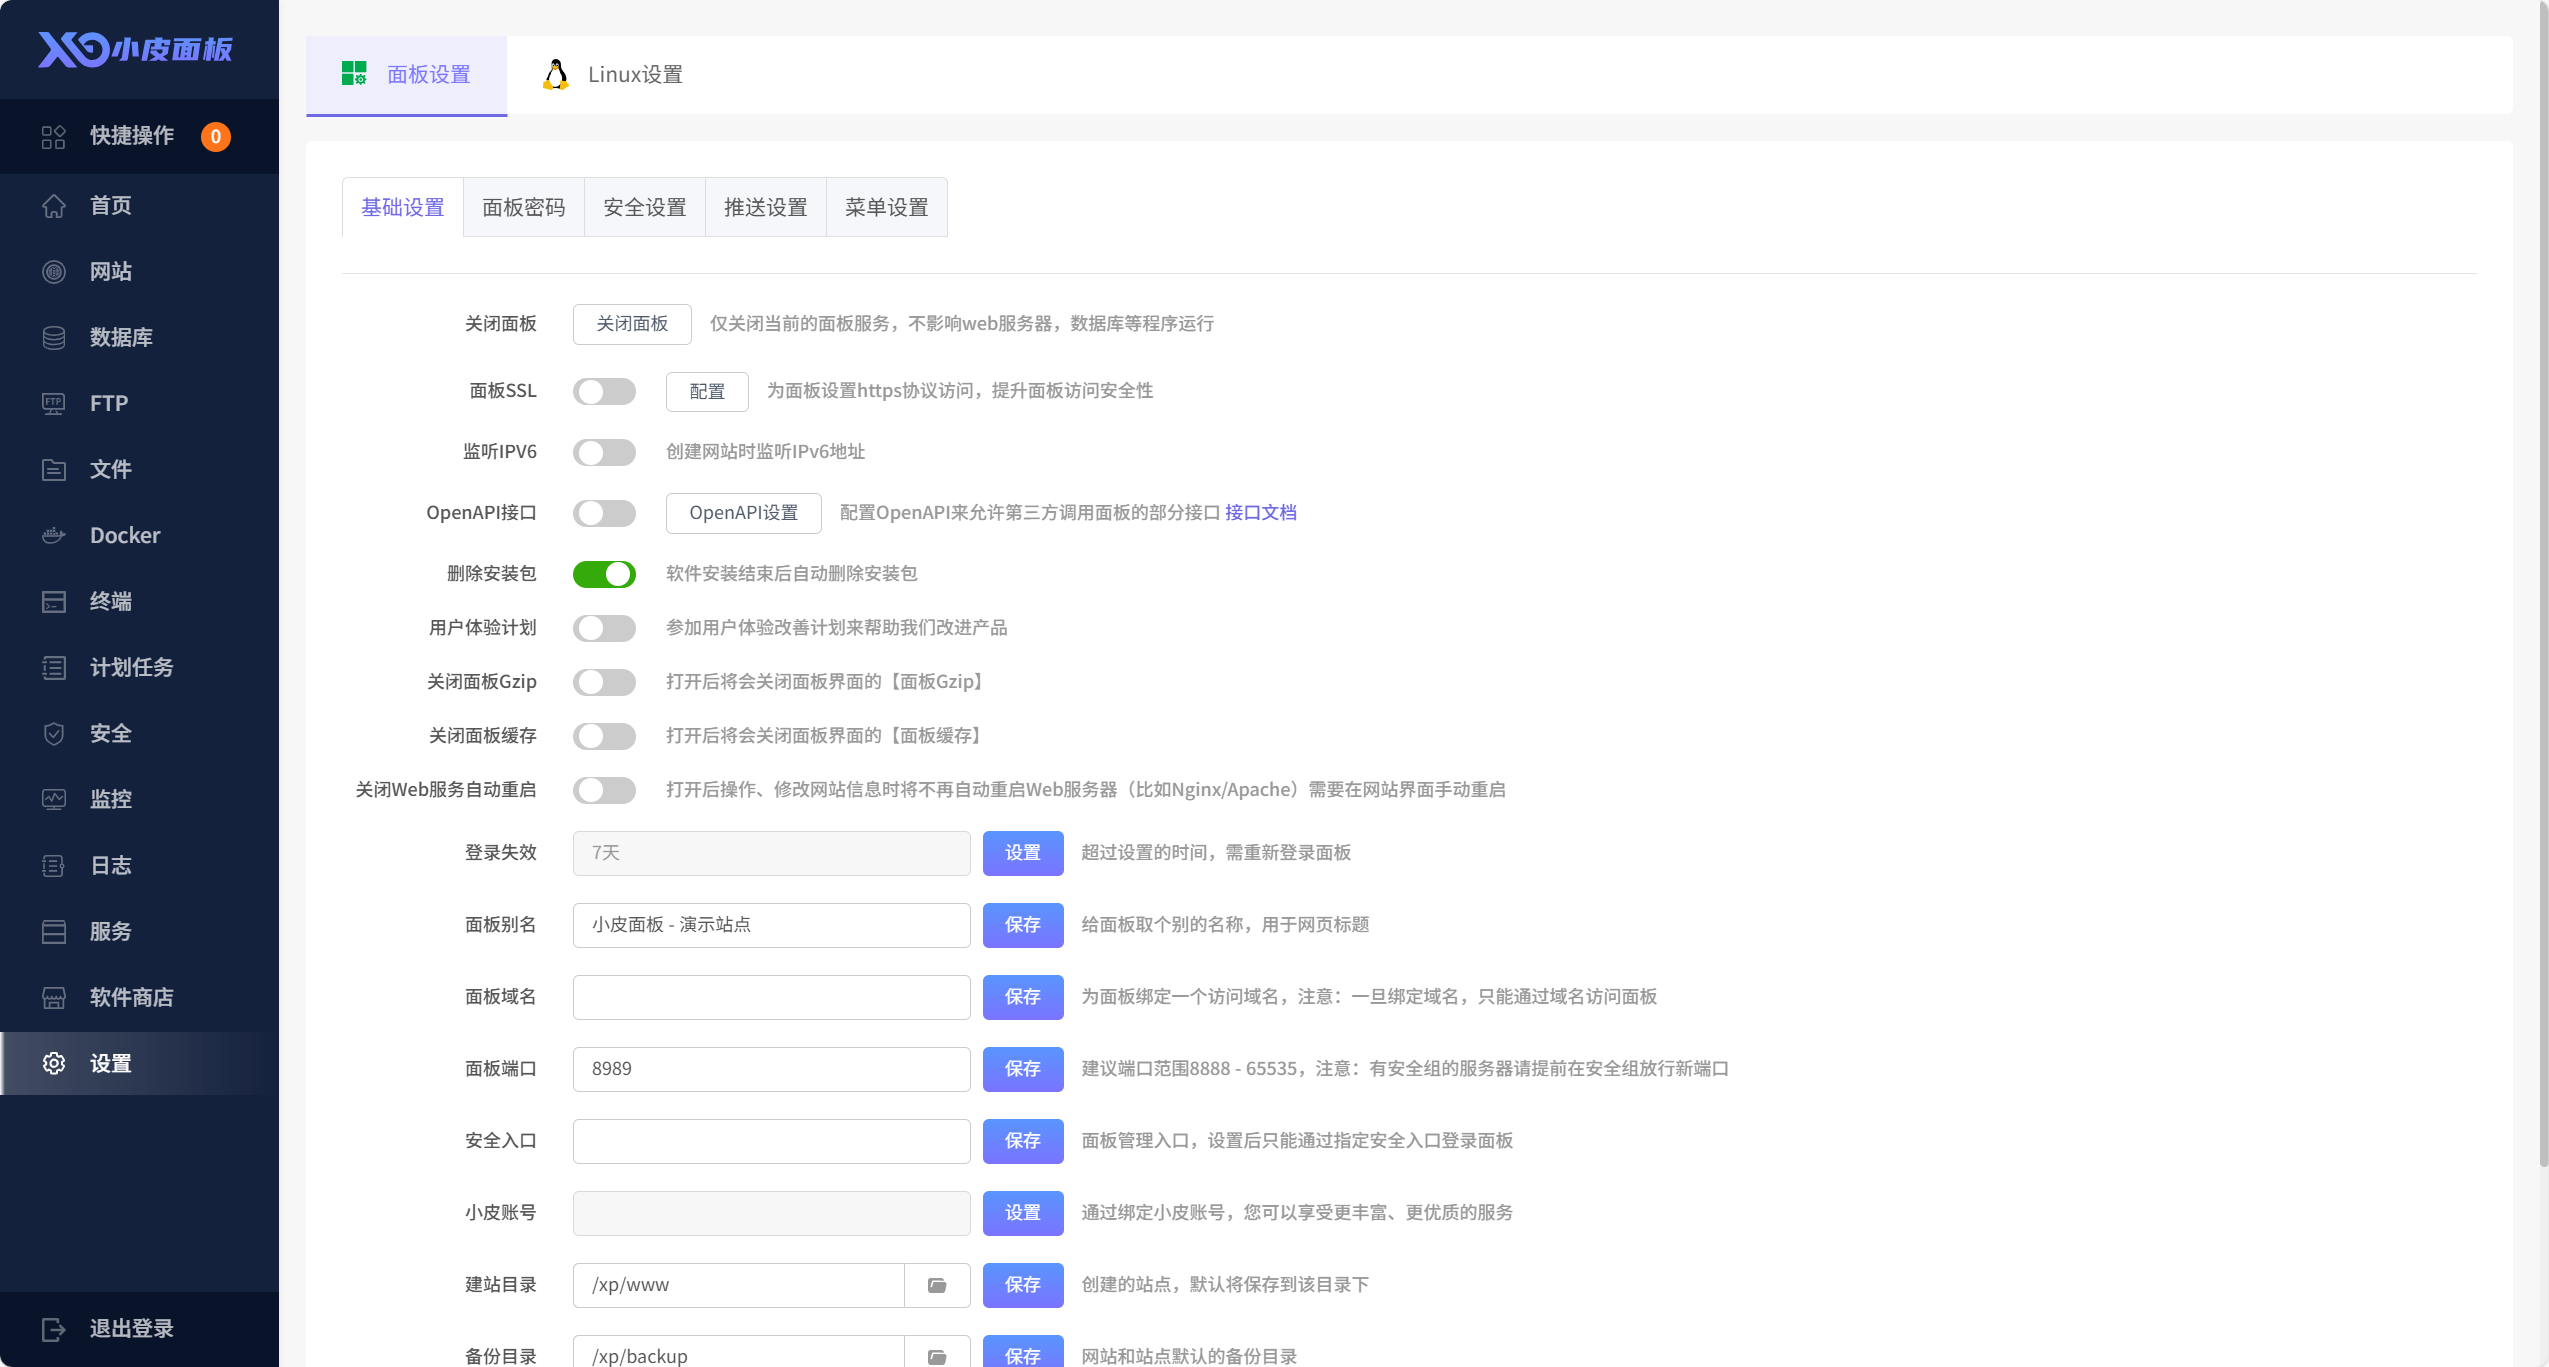 小皮面板
快捷操作 0
首页
网站
数据库
FTP
文件
Docker
终端
计划任务
安全
监控
日志
服务
软件商店
设置
退出登录
面板设置 Linux设置
基础设置 面板密码 安全设置 推送设置 菜单设置
关闭面板 关闭面板 仅关闭当前的面板服务，不影响web服务器，数据库等程序运行
面板SSL 配置 为面板设置https协议访问，提升面板访问安全性
监听IPV6 创建网站时监听IPv6地址
OpenAPI接口 OpenAPI设置 配置OpenAPI来允许第三方调用面板的部分接口 接口文档
删除安装包 软件安装结束后自动删除安装包
用户体验计划 参加用户体验改善计划来帮助我们改进产品
关闭面板Gzip 打开后将会关闭面板界面的【面板Gzip】
关闭面板缓存 打开后将会关闭面板界面的【面板缓存】
关闭Web服务自动重启 打开后操作、修改网站信息时将不再自动重启Web服务器（比如Nginx/Apache）需要在网站界面手动重启
登录失效 7天 设置 超过设置的时间，需重新登录面板
面板别名 小皮面板 - 演示站点 保存 给面板取个别的名称，用于网页标题
面板域名 保存 为面板绑定一个访问域名，注意：一旦绑定域名，只能通过域名访问面板
面板端口 8989 保存 建议端口范围8888 - 65535，注意：有安全组的服务器请提前在安全组放行新端口
安全入口 保存 面板管理入口，设置后只能通过指定安全入口登录面板
小皮账号 设置 通过绑定小皮账号，您可以享受更丰富、更优质的服务
建站目录 /xp/www 保存 创建的站点，默认将保存到该目录下
备份目录 /xp/backup 保存 网站和站点默认的备份目录